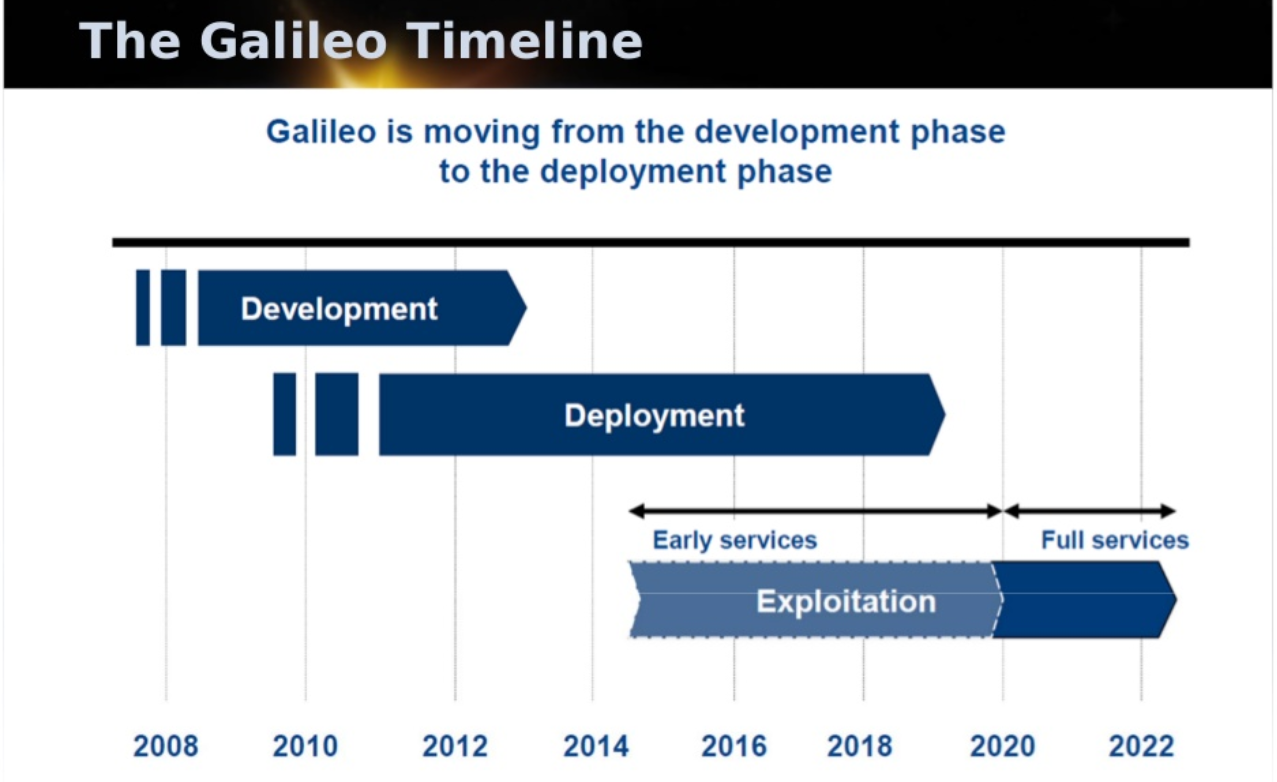 The Galileo Timeline
Galileo is moving from the development phase
to the deployment phase
Development
Deployment
Early services
Full services
Exploitation
2008
2010
2012
2014
2016
2018
2020
2022